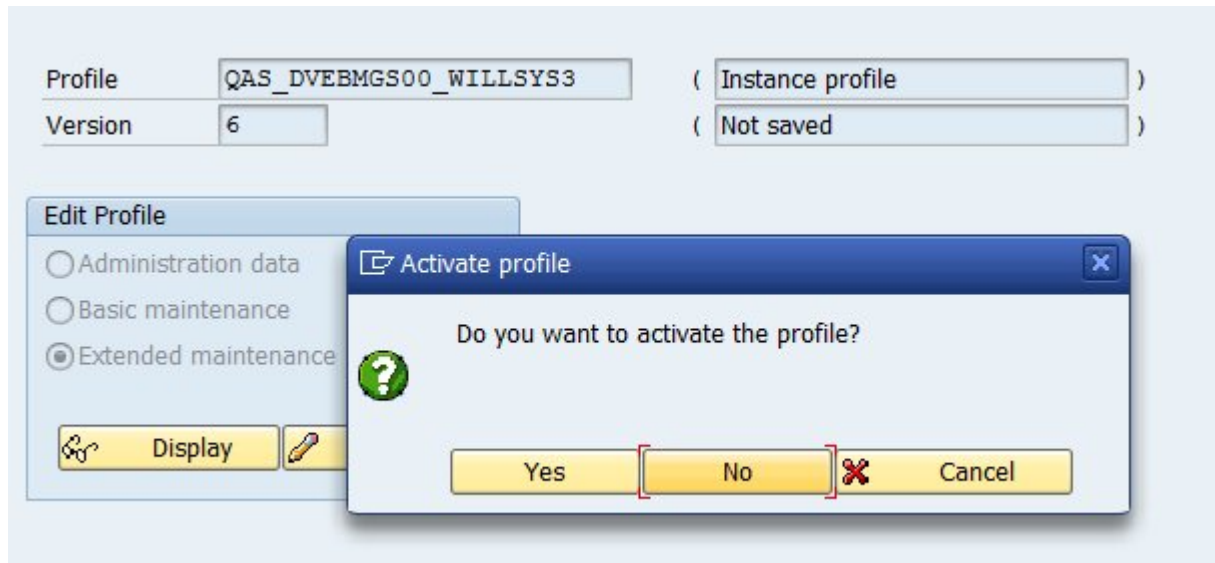 Profile QAS_DVEBMGS00_WILLSYS3 ( Instance profile )
Version 6 ( Not saved )
Edit Profile
Administration data
Basic maintenance
Extended maintenance
Display
Activate profile
Do you want to activate the profile?
Yes No Cancel